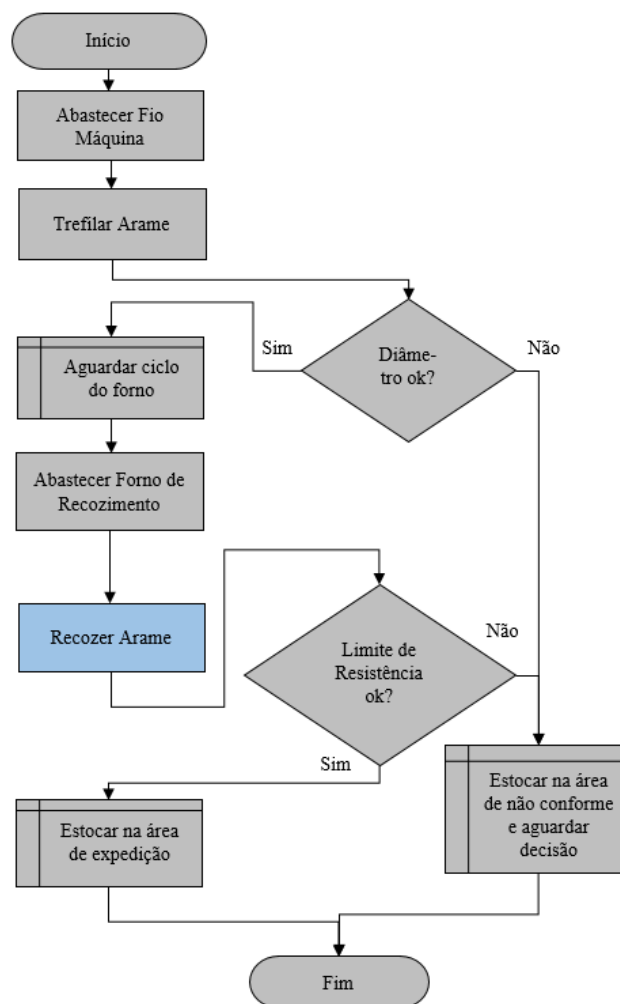 Início
Abastecer Fio
Máquina
Trefilar Arame
Sim
Diâme-
tro ok?
Não
Aguardar ciclo
do forno
Abastecer Forno de
Recozimento
Recozer Arame
Limite de
Resistência
ok?
Não
Sim
Estocar na área
de expedição
Estocar na área
de não conforme
e aguardar
decisão
Fim